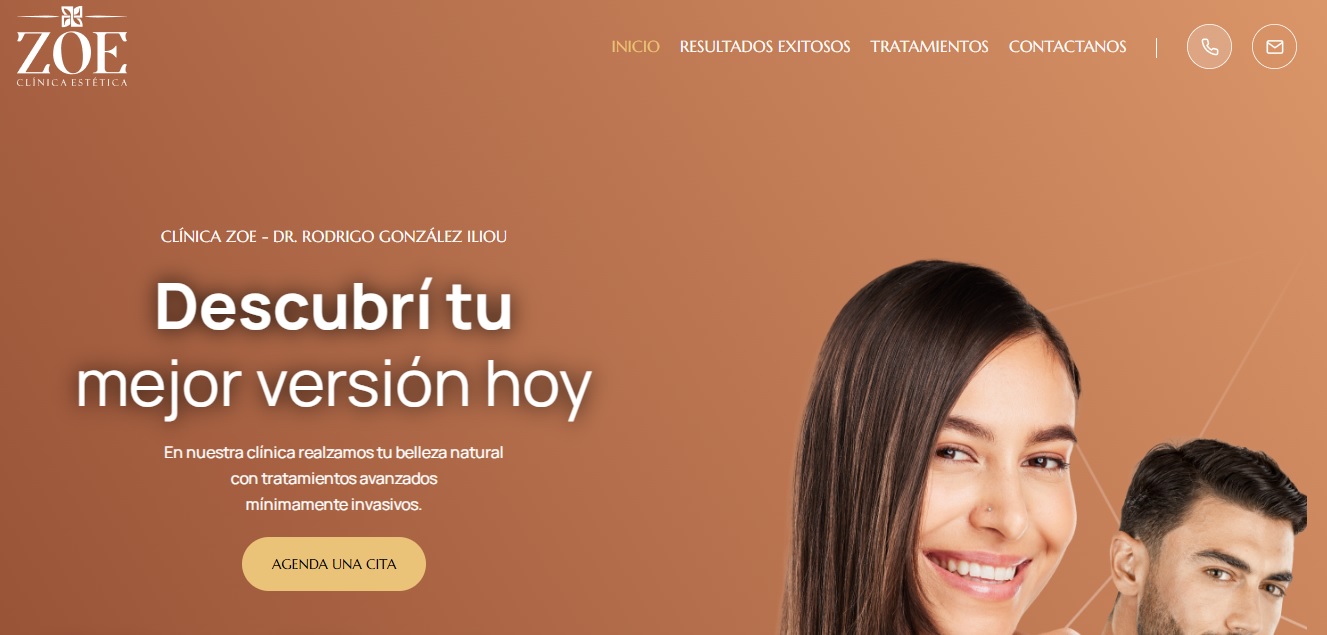 ZOE
CLÍNICA ESTÉTICA
INICIO
RESULTADOS EXITOSOS
TRATAMIENTOS
CONTACTANOS
CLÍNICA ZOE - DR. RODRIGO GONZÁLEZ ILIOU
Descubrí tu
mejor versión hoy
En nuestra clínica realzamos tu belleza natural
con tratamientos avanzados
mínimamente invasivos.
AGENDA UNA CITA